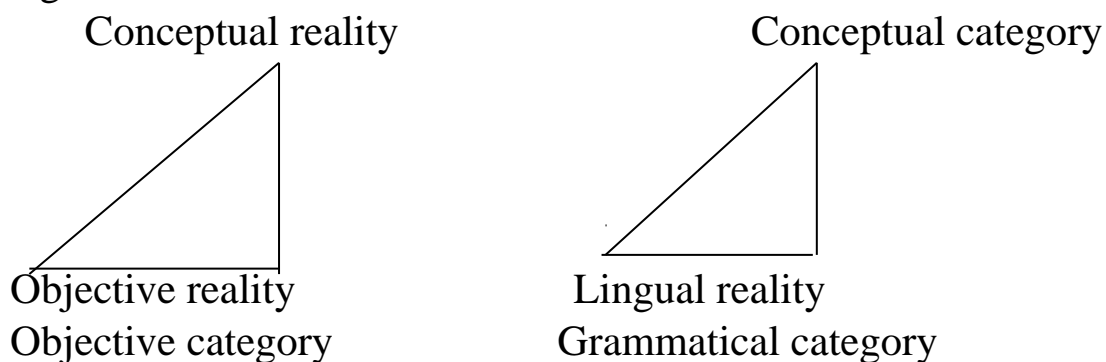 Conceptual reality Conceptual category
Objective reality Lingual reality
Objective category Grammatical category